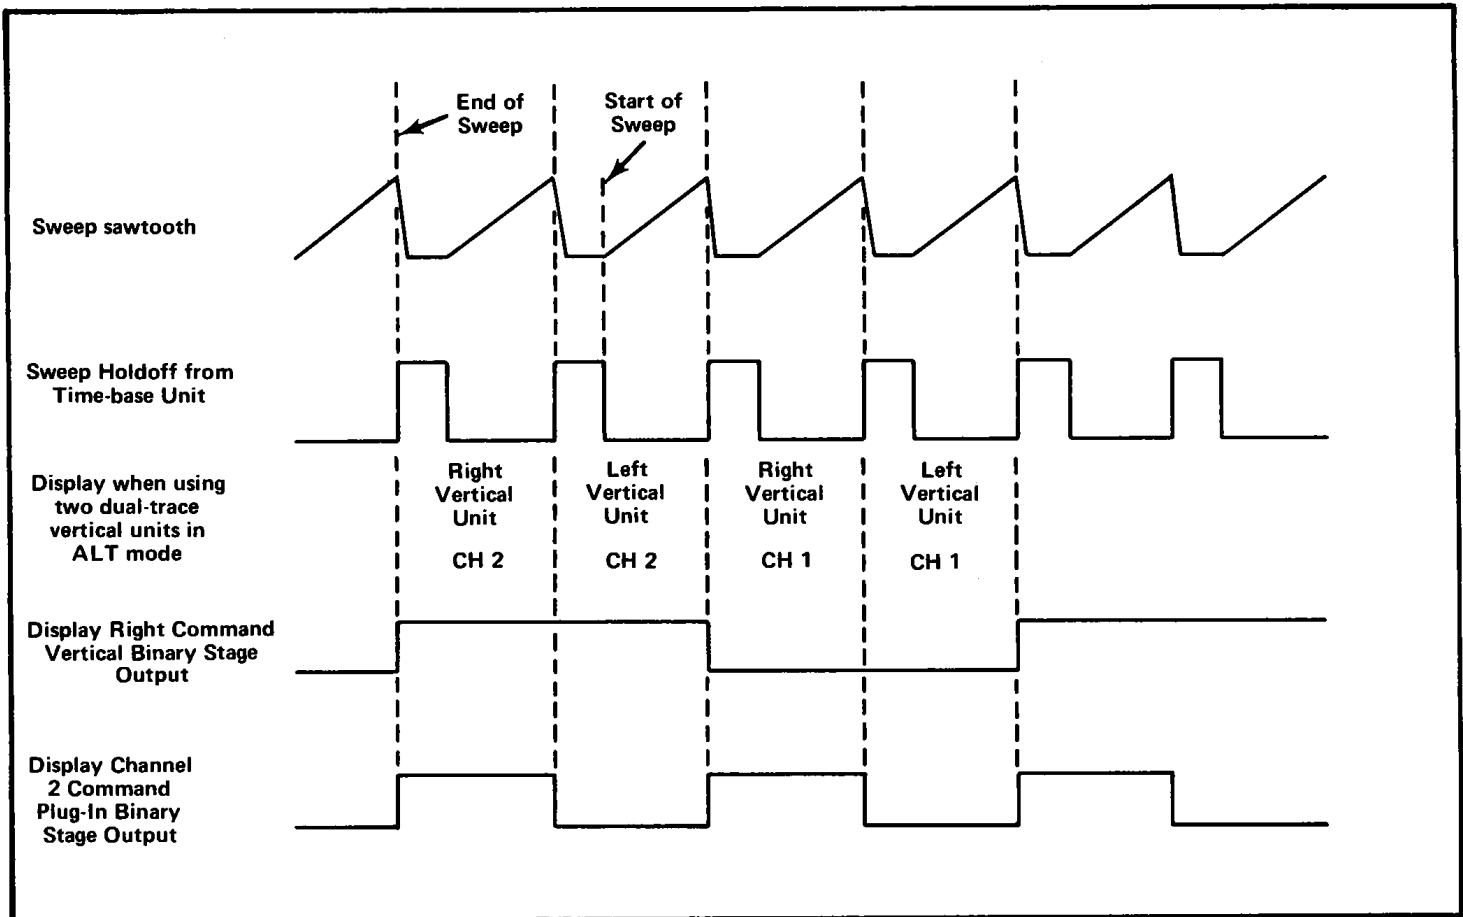 End of
Sweep
Start of
Sweep
Sweep sawtooth
Sweep Holdoff from
Time-base Unit
Display when using
two dual-trace
vertical units in
ALT mode
Right
Vertical
Unit
CH 2
Left
Vertical
Unit
CH 2
Right
Vertical
Unit
CH 1
Left
Vertical
Unit
CH 1
Display Right Command
Vertical Binary Stage
Output
Display Channel
2 Command
Plug-In Binary
Stage Output